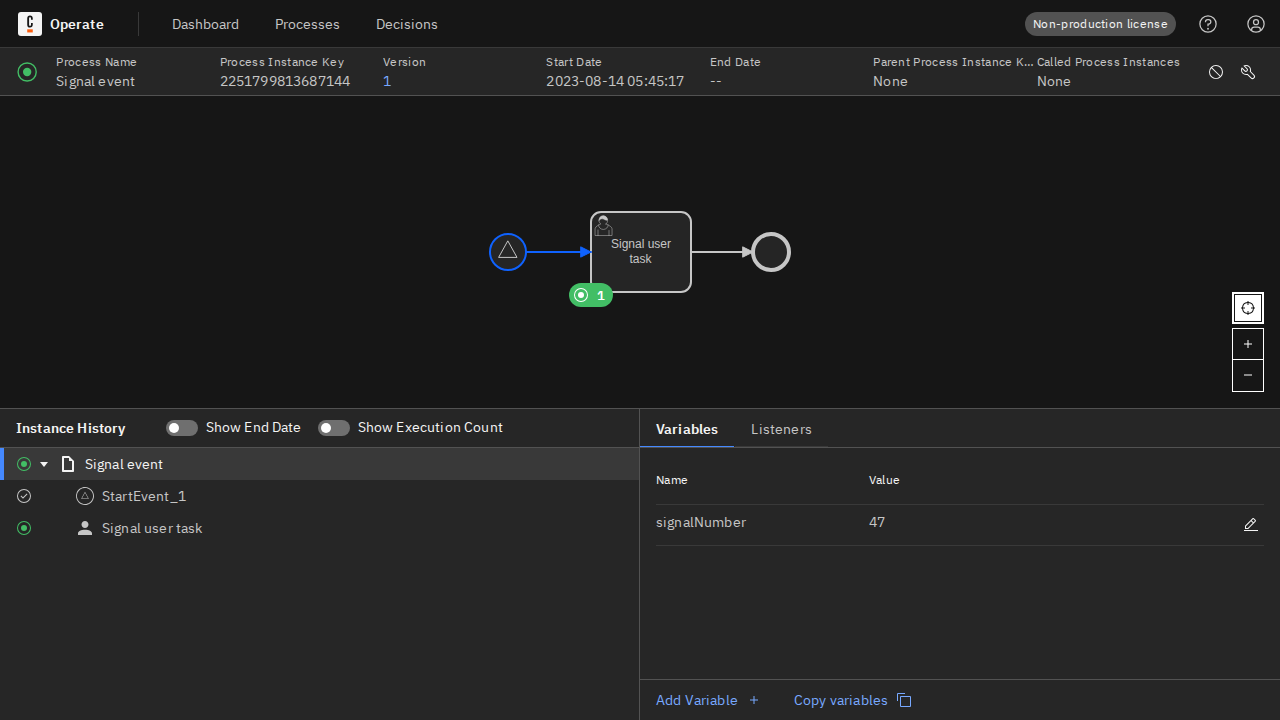 Operate
Dashboard
Processes
Decisions
Non-production license
Process Name
Signal event
Process Instance Key
2251799813687144
Version
1
Start Date
2023-08-14 05:45:17
End Date
--
Parent Process Instance K...
None
Called Process Instances
None
Signal user
task
1
Instance History
Show End Date
Show Execution Count
Signal event
StartEvent_1
Signal user task
Variables
Listeners
Name
Value
signalNumber
47
Add Variable
Copy variables